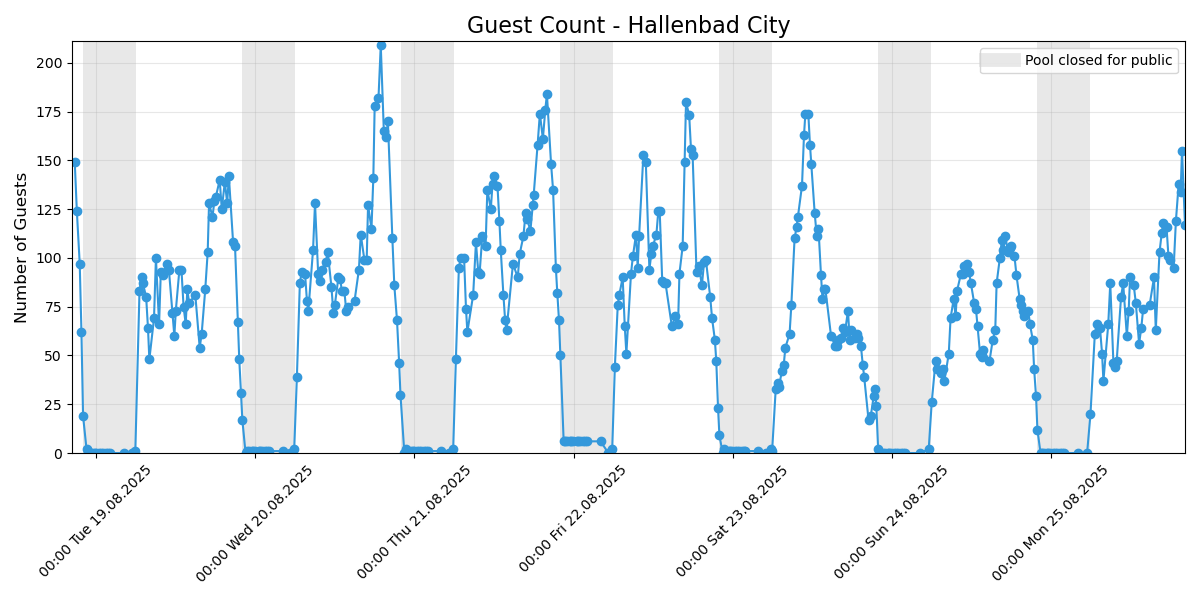 Guest Count - Hallenbad City
Pool closed for public
Number of Guests
200
175
150
125
100
75
50
25
0
00:00 Tue 19.08.2025
00:00 Wed 20.08.2025
00:00 Thu 21.08.2025
00:00 Fri 22.08.2025
00:00 Sat 23.08.2025
00:00 Sun 24.08.2025
00:00 Mon 25.08.2025